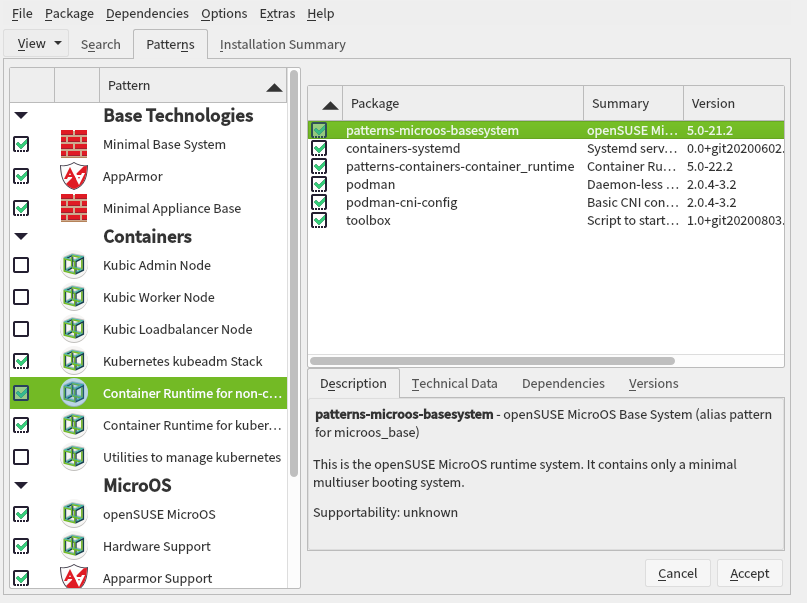 File Package Dependencies Options Extras Help
View Search Patterns Installation Summary
Pattern
Base Technologies
Minimal Base System
AppArmor
Minimal Appliance Base
Containers
Kubic Admin Node
Kubic Worker Node
Kubic Loadbalancer Node
Kubernetes kubeadm Stack
Container Runtime for non-c...
Container Runtime for kuber...
Utilities to manage kubernetes
MicroOS
openSUSE MicroOS
Hardware Support
Apparmor Support
Package Summary Version
patterns-microos-basesystem openSUSE Mi... 5.0-21.2
containers-systemd Systemd serv... 0.0+git20200602.
patterns-containers-container_runtime Container Ru... 5.0-22.2
podman Daemon-less ... 2.0.4-3.2
podman-cni-config Basic CNI con... 2.0.4-3.2
toolbox Script to start... 1.0+git20200803.
Description Technical Data Dependencies Versions
patterns-microos-basesystem - openSUSE MicroOS Base System (alias pattern
for microos_base)
This is the openSUSE MicroOS runtime system. It contains only a minimal
multiuser booting system.
Supportability: unknown
Cancel Accept